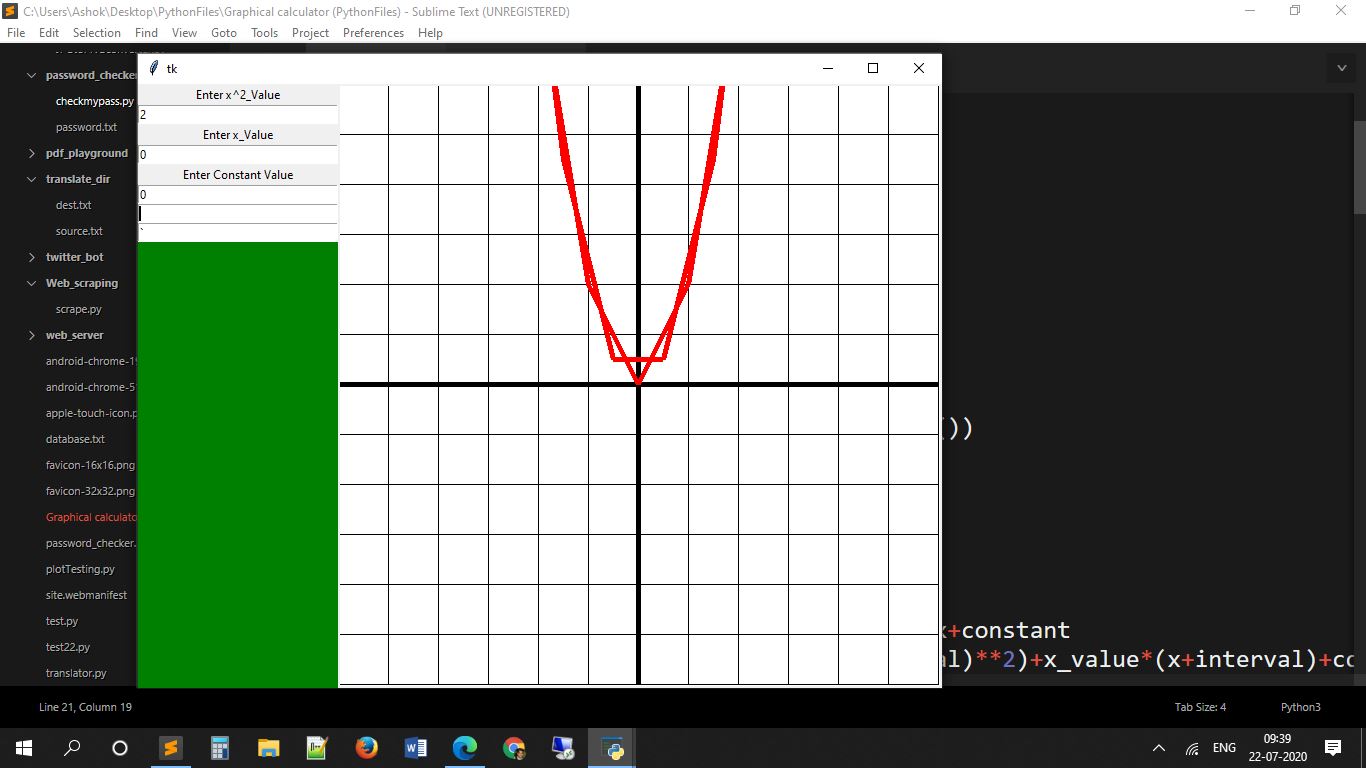 C:\Users\Ashok\Desktop\PythonFiles\Graphical calculator (PythonFiles) - Sublime Text (UNREGISTERED)
File Edit Selection Find View Goto Tools Project Preferences Help
password_checke
checkmypass.py
password.txt
pdf_playground
translate_dir
dest.txt
source.txt
twitter_bot
Web_scraping
scrape.py
web_server
android-chrome-19
android-chrome-5
apple-touch-icon.p
database.txt
favicon-16x16.png
favicon-32x32.png
Graphical calculato
password_checker.
plotTesting.py
site.webmanifest
test.py
test22.py
translator.py
tk
Enter x^2_Value
2
Enter x_Value
0
Enter Constant Value
0
`
())
x+constant
al)**2)+x_value*(x+interval)+co
Line 21, Column 19
Tab Size: 4
Python3
ENG
09:39
22-07-2020